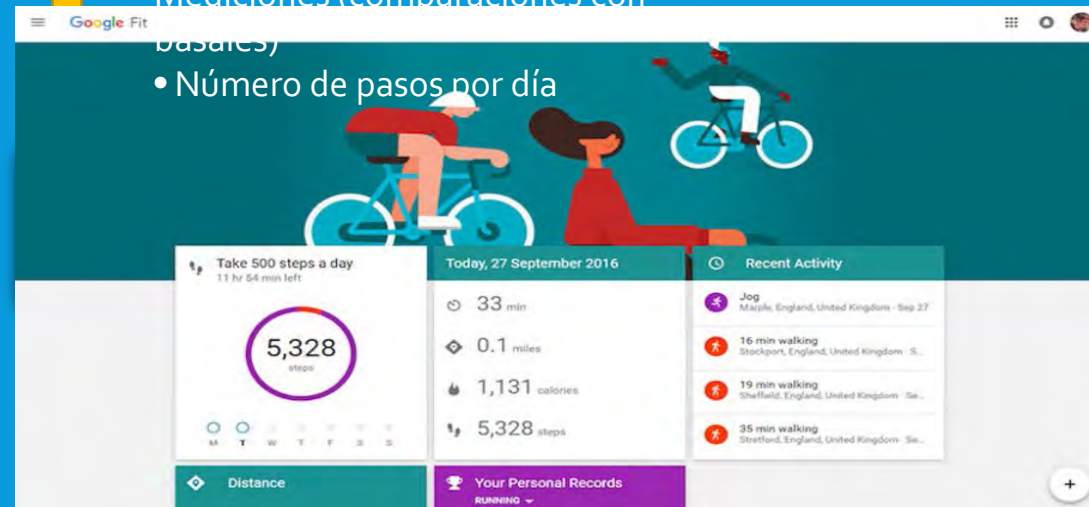 Mediciones (comparaciones con
Google Fit
basales)
• Número de pasos por día
Take 500 steps a day
11 hr 54 min left
5,328
steps
M T W T F S S
Today, 27 September 2016
33 min
0.1 miles
1,131 calories
5,328 steps
Recent Activity
Jog
Marple, England, United Kingdom · Sep 27
16 min walking
Stockport, England, United Kingdom · S...
19 min walking
Sheffield, England, United Kingdom · Se...
35 min walking
Stretford, England, United Kingdom · Se...
Distance
Your Personal Records
RUNNING
+